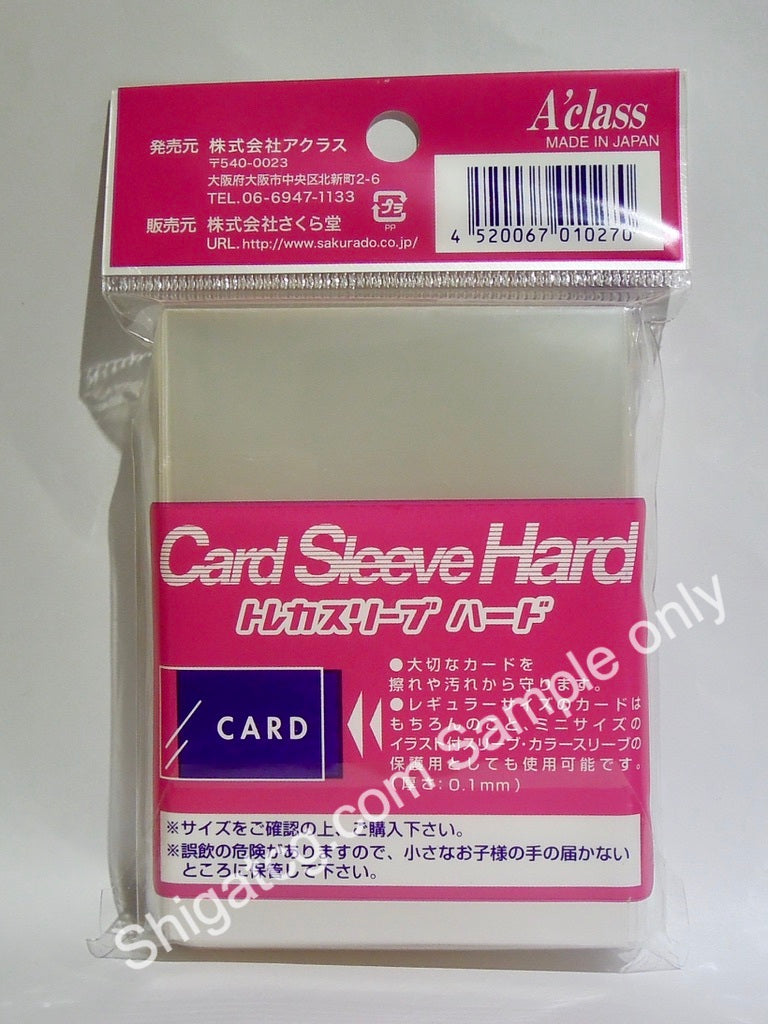 A'class
MADE IN JAPAN
発売元 株式会社アクラス
〒540-0023
大阪府大阪市中央区北新町2-6
TEL.06-6947-1133
販売元 株式会社さくら堂
URL.http://www.sakurado.co.jp/
プラ
PP
4 520067 010270
Card Sleeve Hard
トレカスリーブ ハード
CARD
●大切なカードを
擦れや汚れから守ります。
●レギュラーサイズのカードは
もちろんのこと ミニサイズの
イラスト付スリーブ・カラースリーブの
保護用としても使用可能です。
(厚さ:0.1mm)
※サイズをご確認の上、ご購入下さい。
※誤飲の危険がありますので、小さなお子様の手の届かない
ところに保管して下さい。
Shigatcg.com Sample only